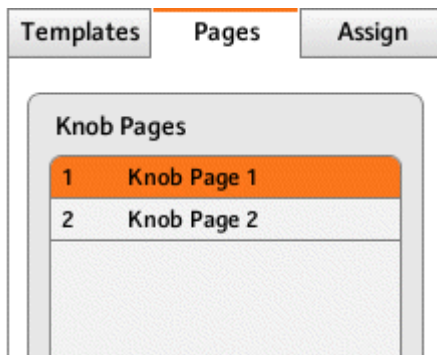 Templates Pages Assign
Knob Pages
1 Knob Page 1
2 Knob Page 2